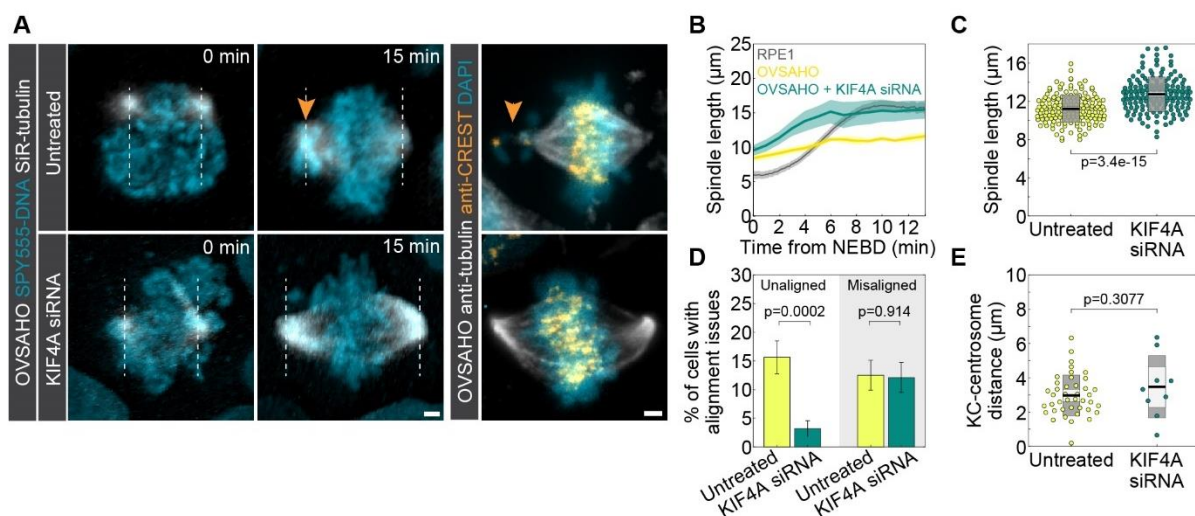 A
OVSAHO SPY555-DNA SiR-tubulin
Untreated
KIF4A siRNA
0 min
15 min
0 min
15 min
OVSAHO anti-tubulin anti-CREST DAPI
B
Spindle length (µm)
25
20
15
10
5
0
RPE1
OVSAHO
OVSAHO + KIF4A siRNA
0 2 4 6 8 10 12
Time from NEBD (min)
C
Spindle length (µm)
20
16
12
8
4
0
p=3.4e-15
Untreated
KIF4A
siRNA
D
% of cells with
alignment issues
30
25
20
15
10
5
0
Unaligned
Misaligned
p=0.0002
p=0.914
Untreated
KIF4A siRNA
Untreated
KIF4A siRNA
E
KC-centrosome
distance (µm)
10
8
6
4
2
0
p=0.3077
Untreated
KIF4A
siRNA